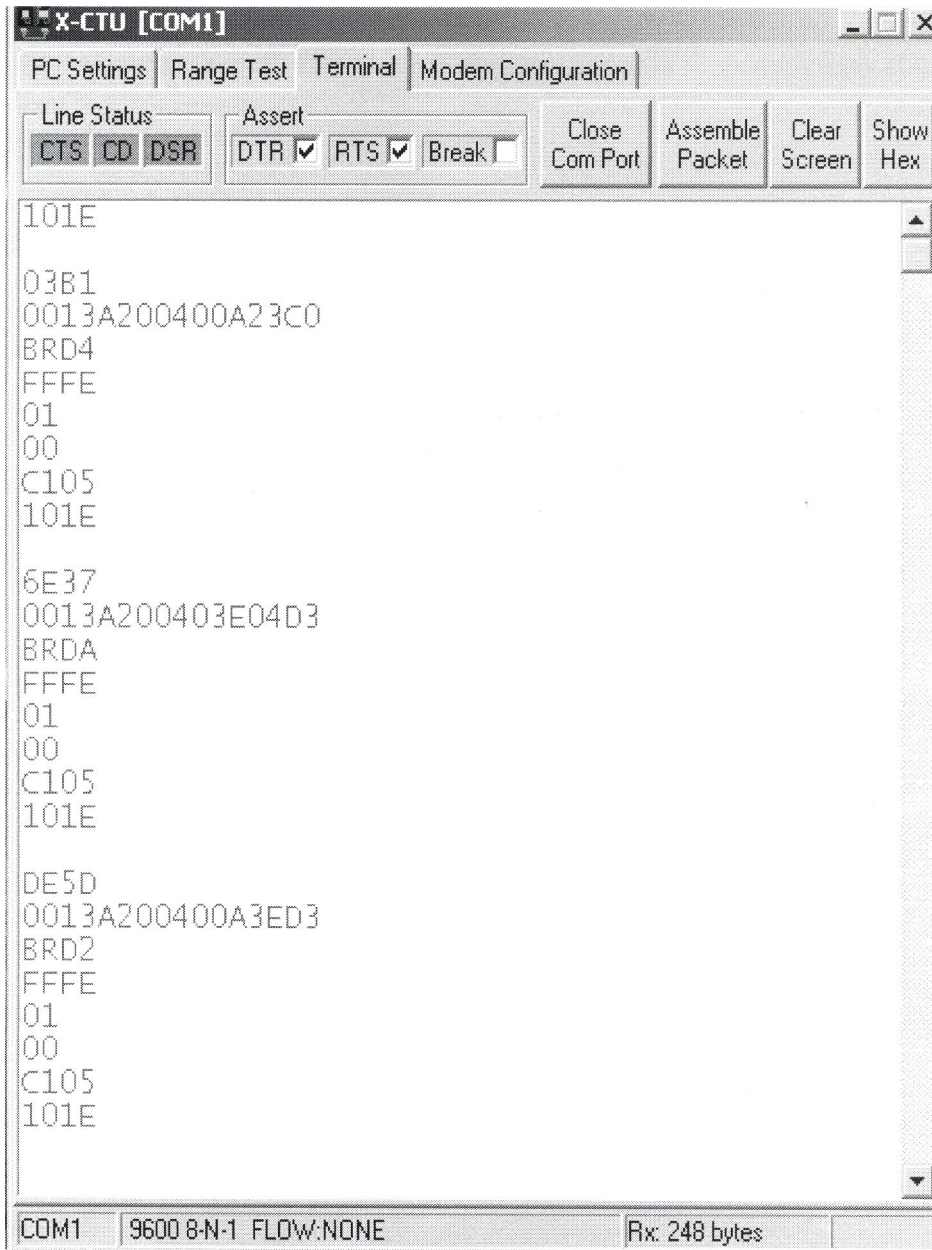 X-CTU [COM1]
PC Settings Range Test Terminal Modem Configuration
Line Status
CTS CD DSR
Assert
DTR RTS Break
Close Com Port
Assemble Packet
Clear Screen
Show Hex
101E
03B1
0013A200400A23C0
BRD4
FFFE
01
00
C105
101E
6E37
0013A200403E04D3
BRDA
FFFE
01
00
C105
101E
DE5D
0013A200400A3ED3
BRD2
FFFE
01
00
C105
101E
COM1 9600 8-N-1 FLOW:NONE Rx: 248 bytes